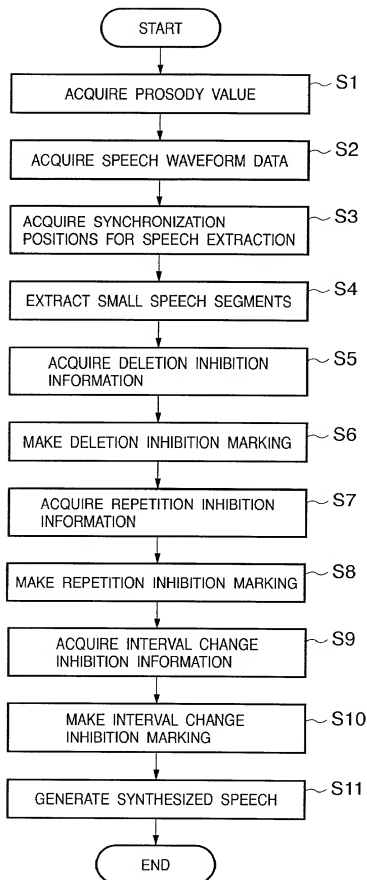 START
ACQUIRE PROSODY VALUE
S1
ACQUIRE SPEECH WAVEFORM DATA
S2
ACQUIRE SYNCHRONIZATION
POSITIONS FOR SPEECH EXTRACTION
S3
EXTRACT SMALL SPEECH SEGMENTS
S4
ACQUIRE DELETION INHIBITION
INFORMATION
S5
MAKE DELETION INHIBITION MARKING
S6
ACQUIRE REPETITION INHIBITION
INFORMATION
S7
MAKE REPETITION INHIBITION MARKING
S8
ACQUIRE INTERVAL CHANGE
INHIBITION INFORMATION
S9
MAKE INTERVAL CHANGE
INHIBITION MARKING
S10
GENERATE SYNTHESIZED SPEECH
S11
END